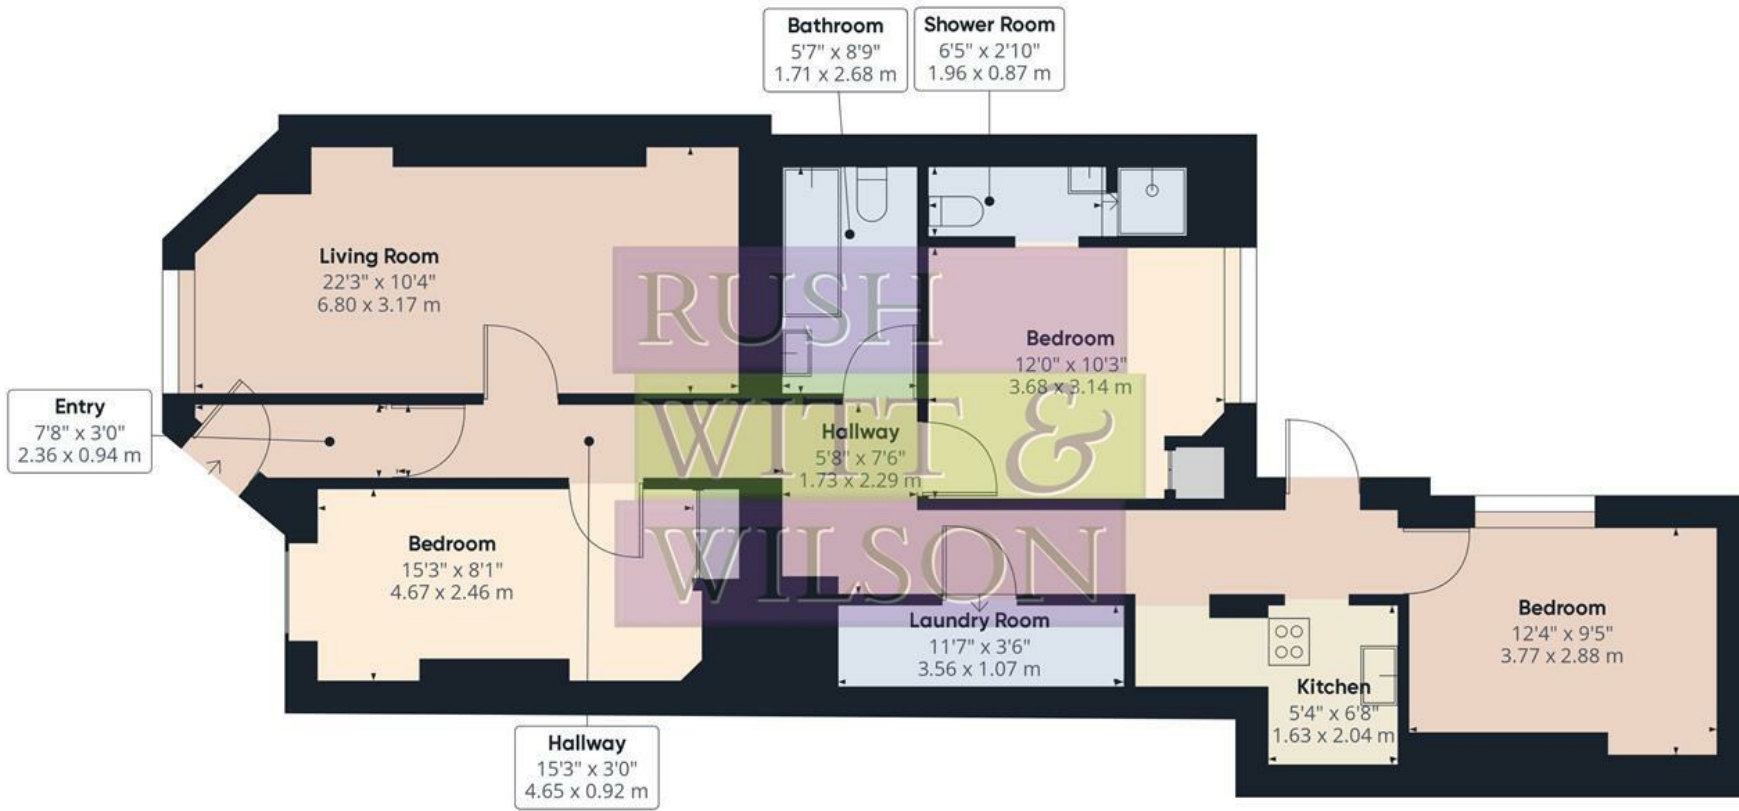 Bathroom
5'7" x 8'9"
1.71 x 2.68 m
Shower Room
6'5" x 2'10"
1.96 x 0.87 m
Living Room
22'3" x 10'4"
6.80 x 3.17 m
RUSH
WITT &
WILSON
Bedroom
12'0" x 10'3"
3.68 x 3.14 m
Entry
7'8" x 3'0"
2.36 x 0.94 m
Hallway
5'8" x 7'6"
1.73 x 2.29 m
Bedroom
15'3" x 8'1"
4.67 x 2.46 m
Laundry Room
11'7" x 3'6"
3.56 x 1.07 m
Bedroom
12'4" x 9'5"
3.77 x 2.88 m
Kitchen
5'4" x 6'8"
1.63 x 2.04 m
Hallway
15'3" x 3'0"
4.65 x 0.92 m